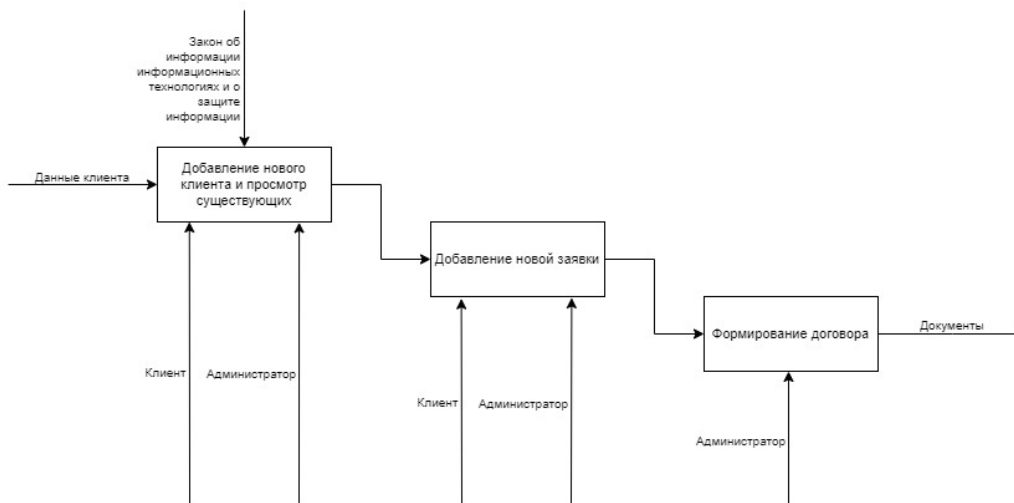 Закон об
информации
информационных
технологиях и о
защите
информации
Данные клиента
Добавление нового
клиента и просмотр
существующих
Добавление новой заявки
Формирование договора
Документы
Клиент
Администратор
Клиент
Администратор
Администратор